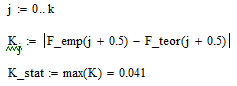 j := 0.. k
K_j := |F_emp(j + 0.5) − F_teor(j + 0.5)|
K_stat := max(K) = 0.041